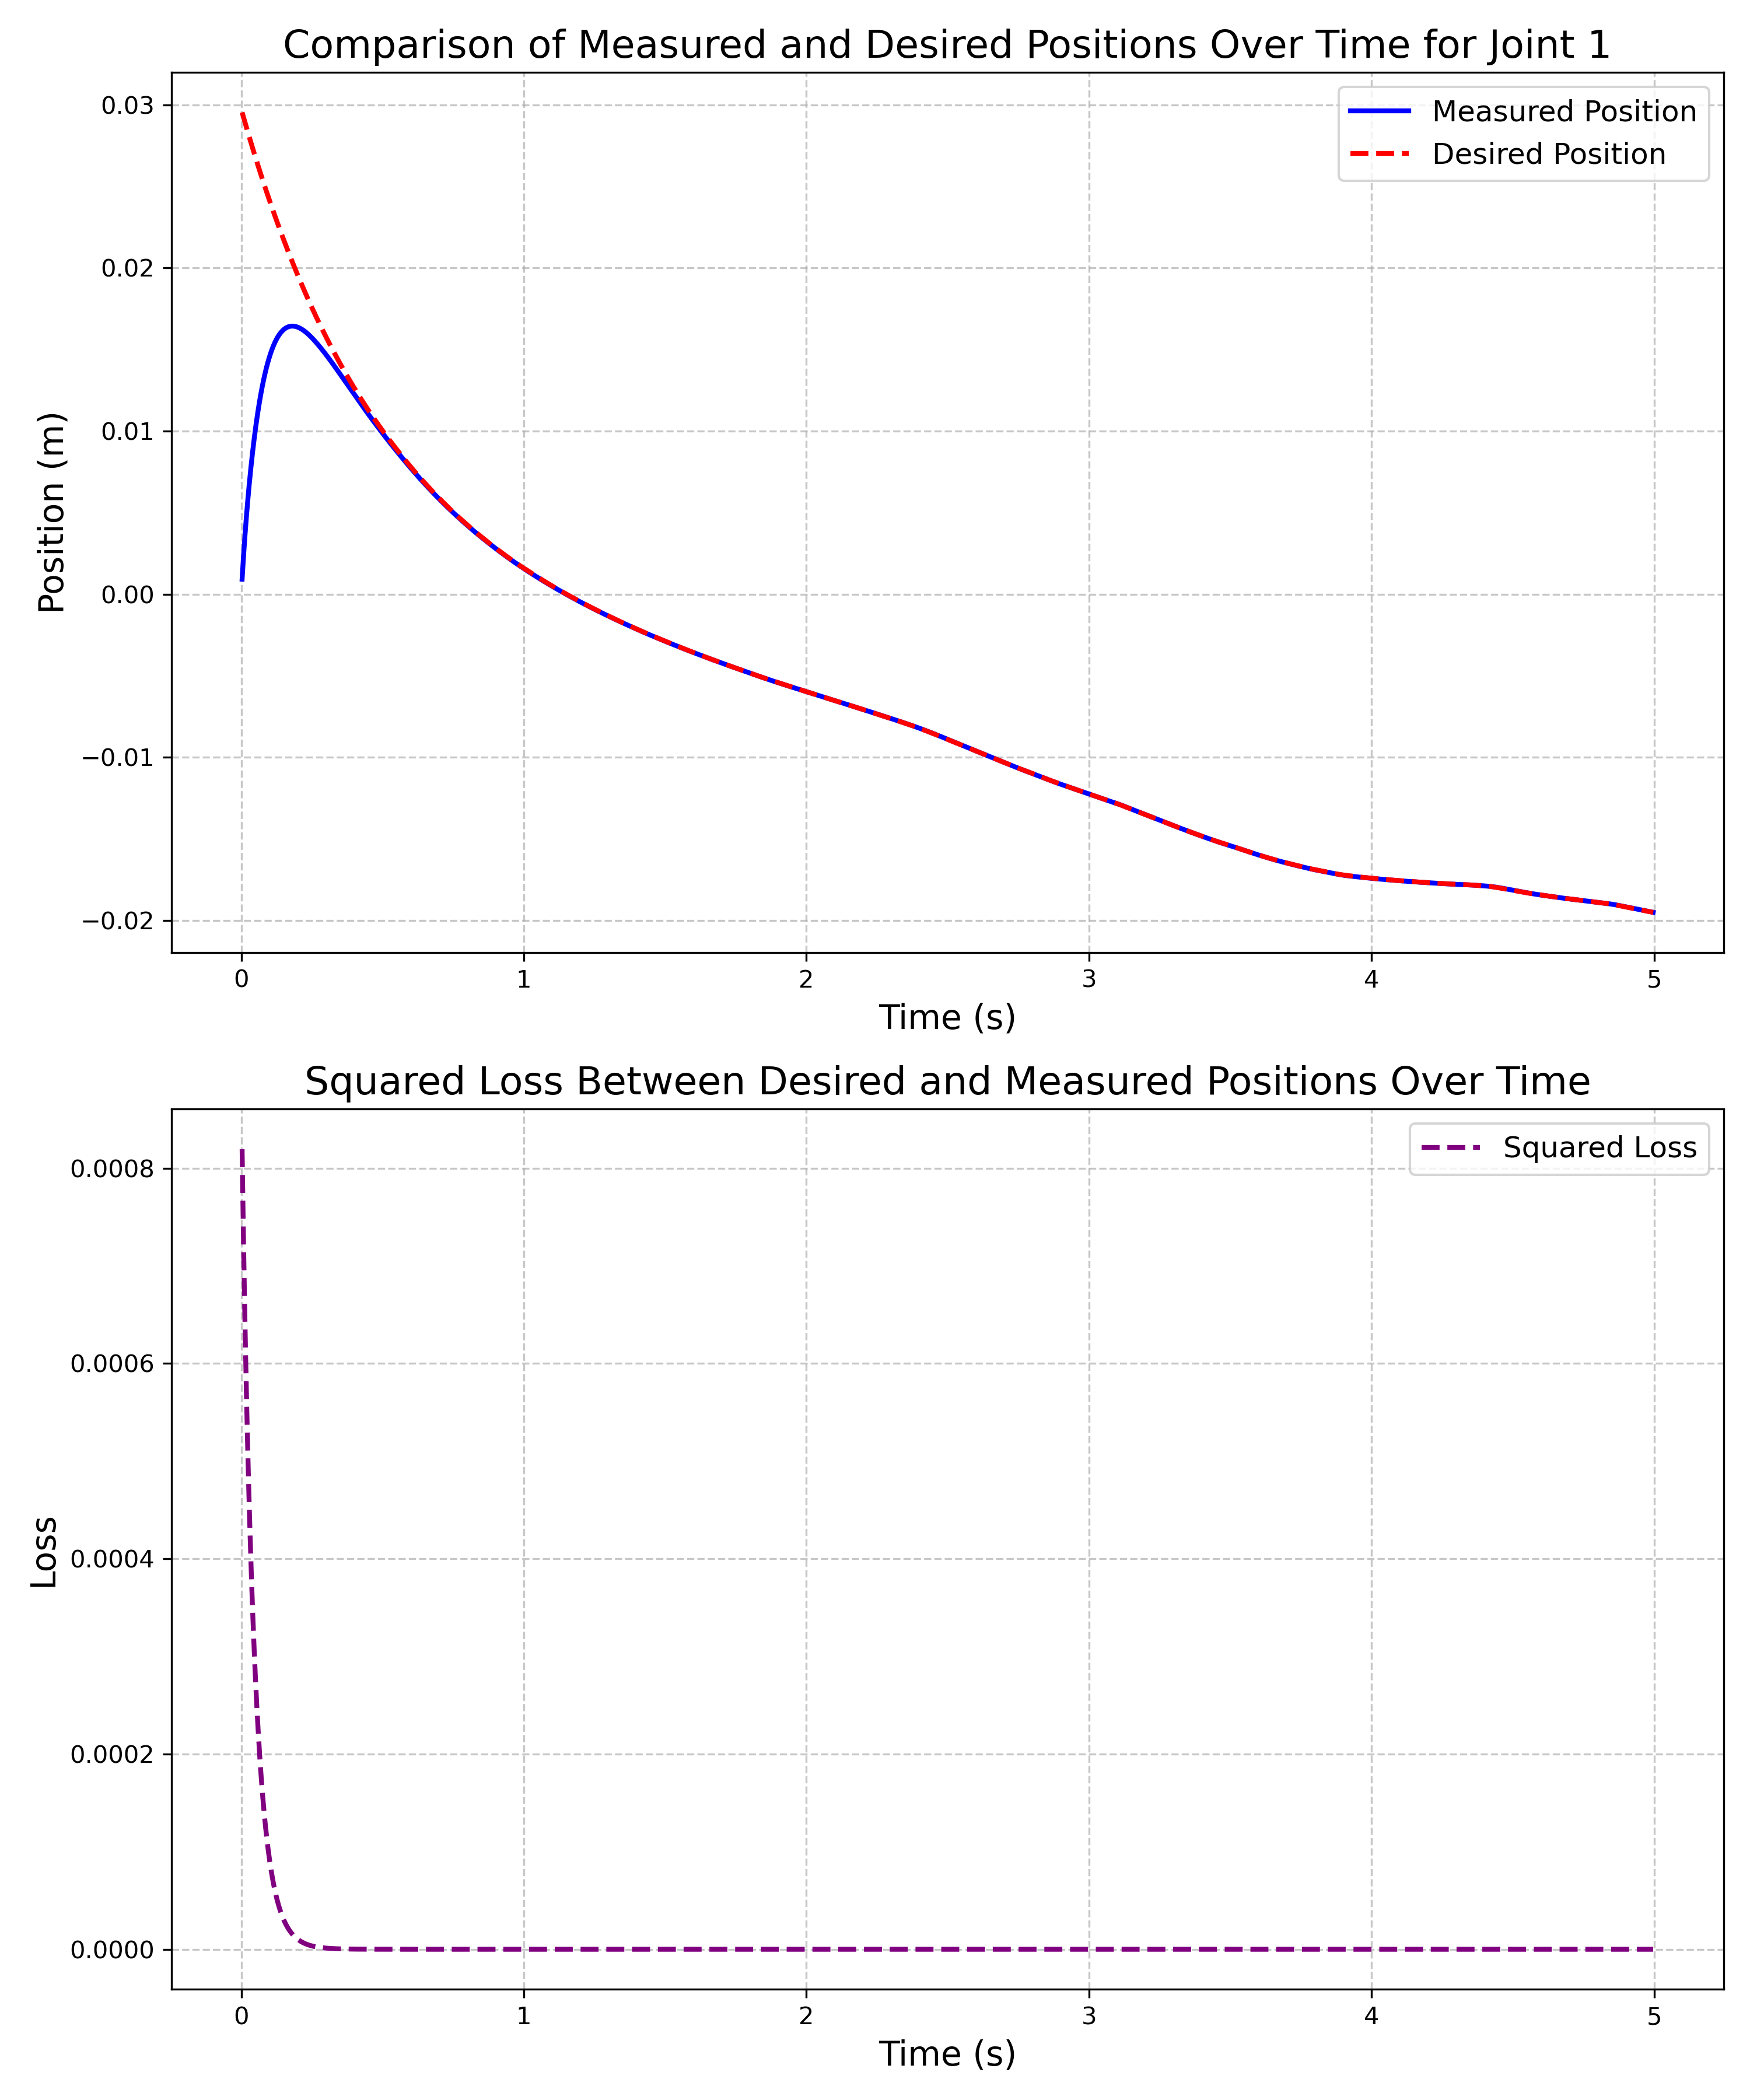 Comparison of Measured and Desired Positions Over Time for Joint 1
Measured Position
Desired Position
Position (m)
0.03
0.02
0.01
0.00
−0.01
−0.02
0 1 2 3 4 5
Time (s)
Squared Loss Between Desired and Measured Positions Over Time
Squared Loss
Loss
0.0008
0.0006
0.0004
0.0002
0.0000
0 1 2 3 4 5
Time (s)